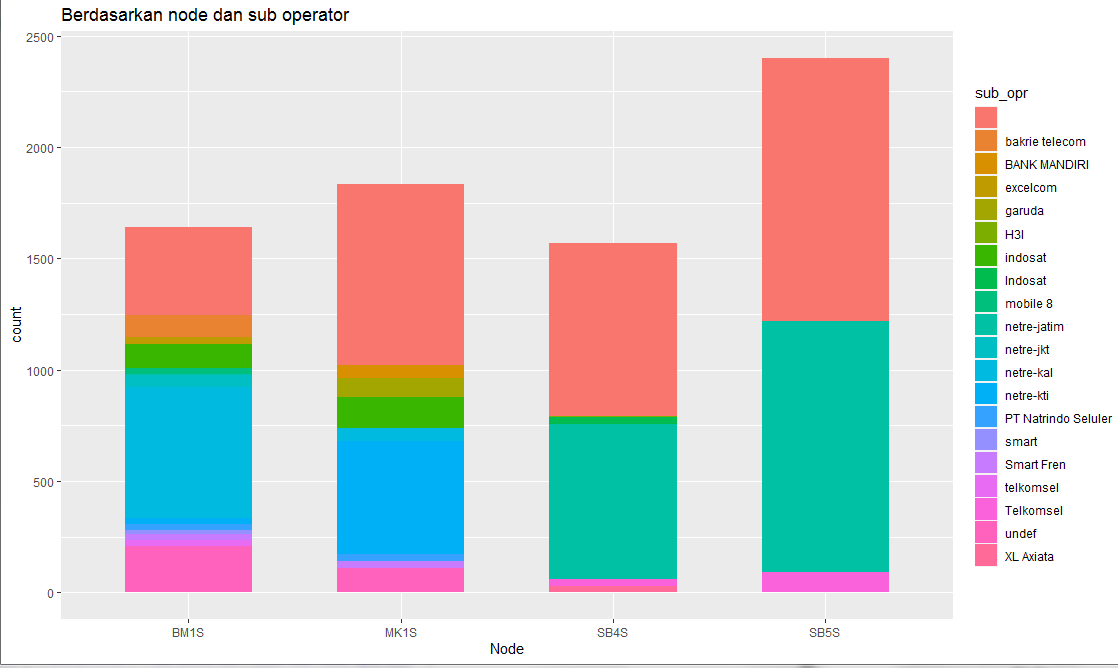 Berdasarkan node dan sub operator
2500
2000
1500
1000
500
0
count
BM1S
MK1S
SB4S
SB5S
Node
sub_opr
bakrie telecom
BANK MANDIRI
excelcom
garuda
H3I
indosat
Indosat
mobile 8
netre-jatim
netre-jkt
netre-kal
netre-kti
PT Natrindo Seluler
smart
Smart Fren
telkomsel
Telkomsel
undef
XL Axiata